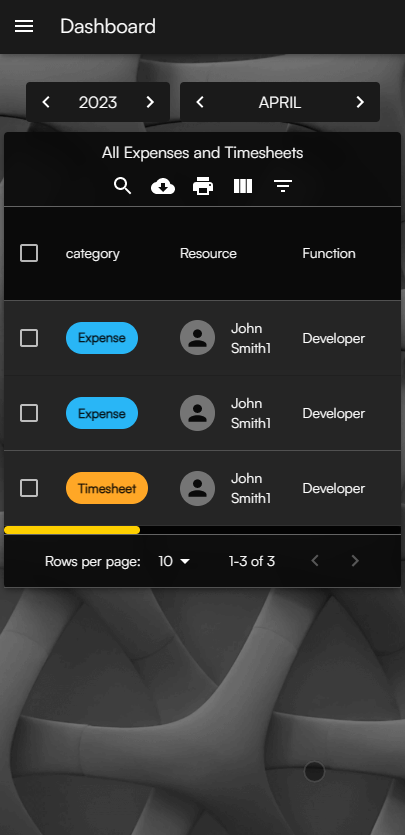 Dashboard
2023 APRIL
All Expenses and Timesheets
category Resource Function
Expense John Smith1 Developer
Expense John Smith1 Developer
Timesheet John Smith1 Developer
Rows per page: 10 1-3 of 3